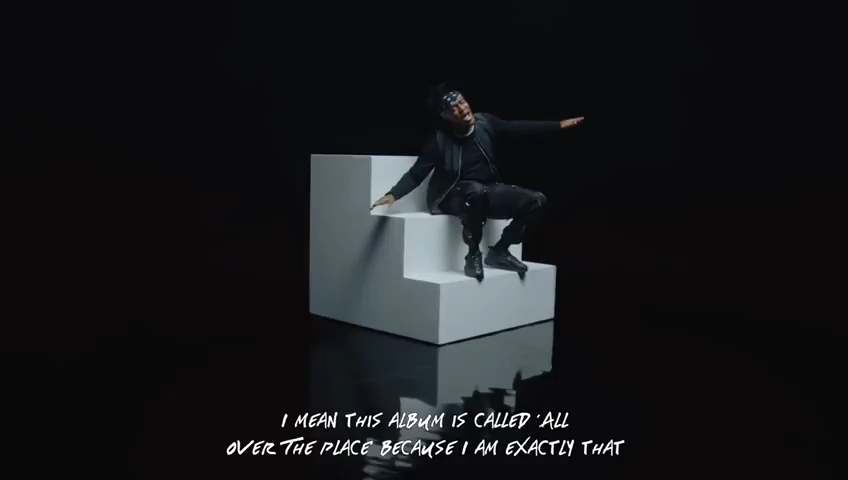 I MEAN THIS ALBUM IS CALLED 'ALL
OVER THE PLACE' BECAUSE I AM EXACTLY THAT